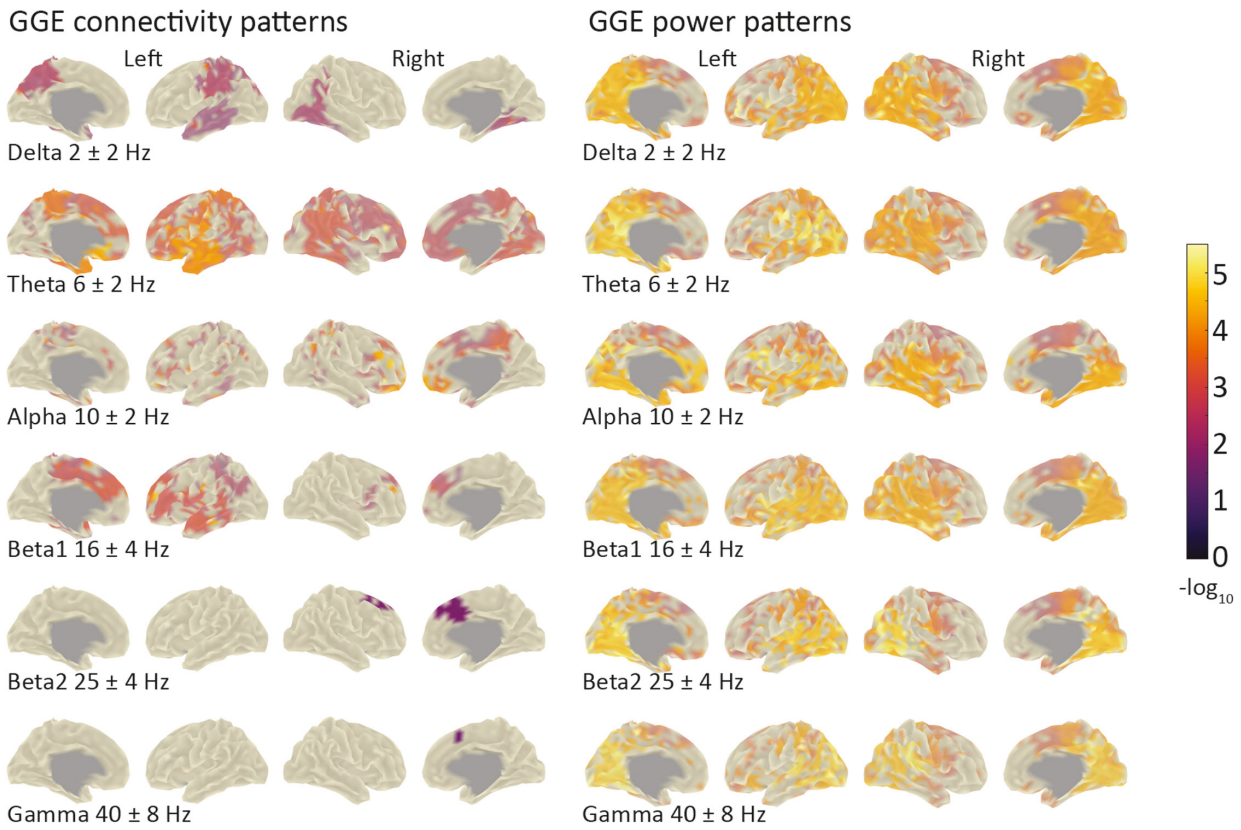 GGE connectivity patterns
Left
Right
Delta 2 ± 2 Hz
Theta 6 ± 2 Hz
Alpha 10 ± 2 Hz
Beta1 16 ± 4 Hz
Beta2 25 ± 4 Hz
Gamma 40 ± 8 Hz
GGE power patterns
Left
Right
Delta 2 ± 2 Hz
Theta 6 ± 2 Hz
Alpha 10 ± 2 Hz
Beta1 16 ± 4 Hz
Beta2 25 ± 4 Hz
Gamma 40 ± 8 Hz
5
4
3
2
1
0
-log₁₀